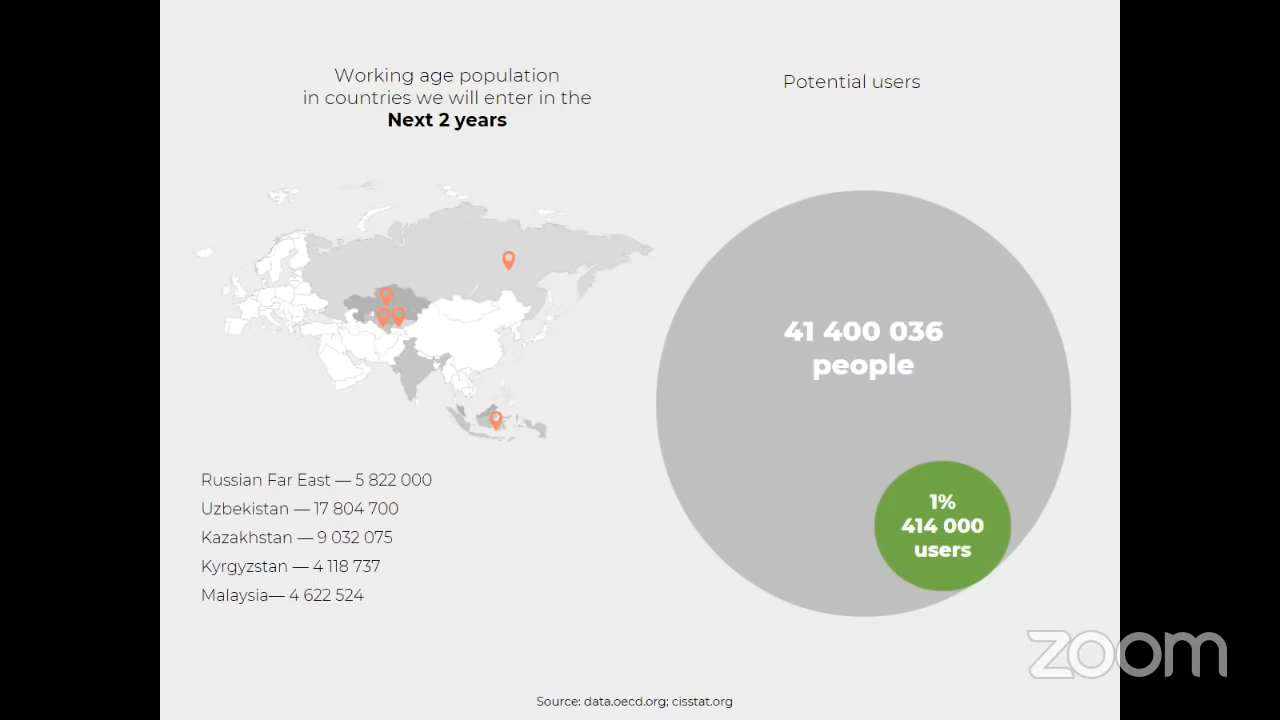 Working age population
in countries we will enter in the
Next 2 years
Potential users
41 400 036
people
1%
414 000
users
Russian Far East — 5 822 000
Uzbekistan — 17 804 700
Kazakhstan — 9 032 075
Kyrgyzstan — 4 118 737
Malaysia— 4 622 524
zoom
Source: data.oecd.org; cisstat.org